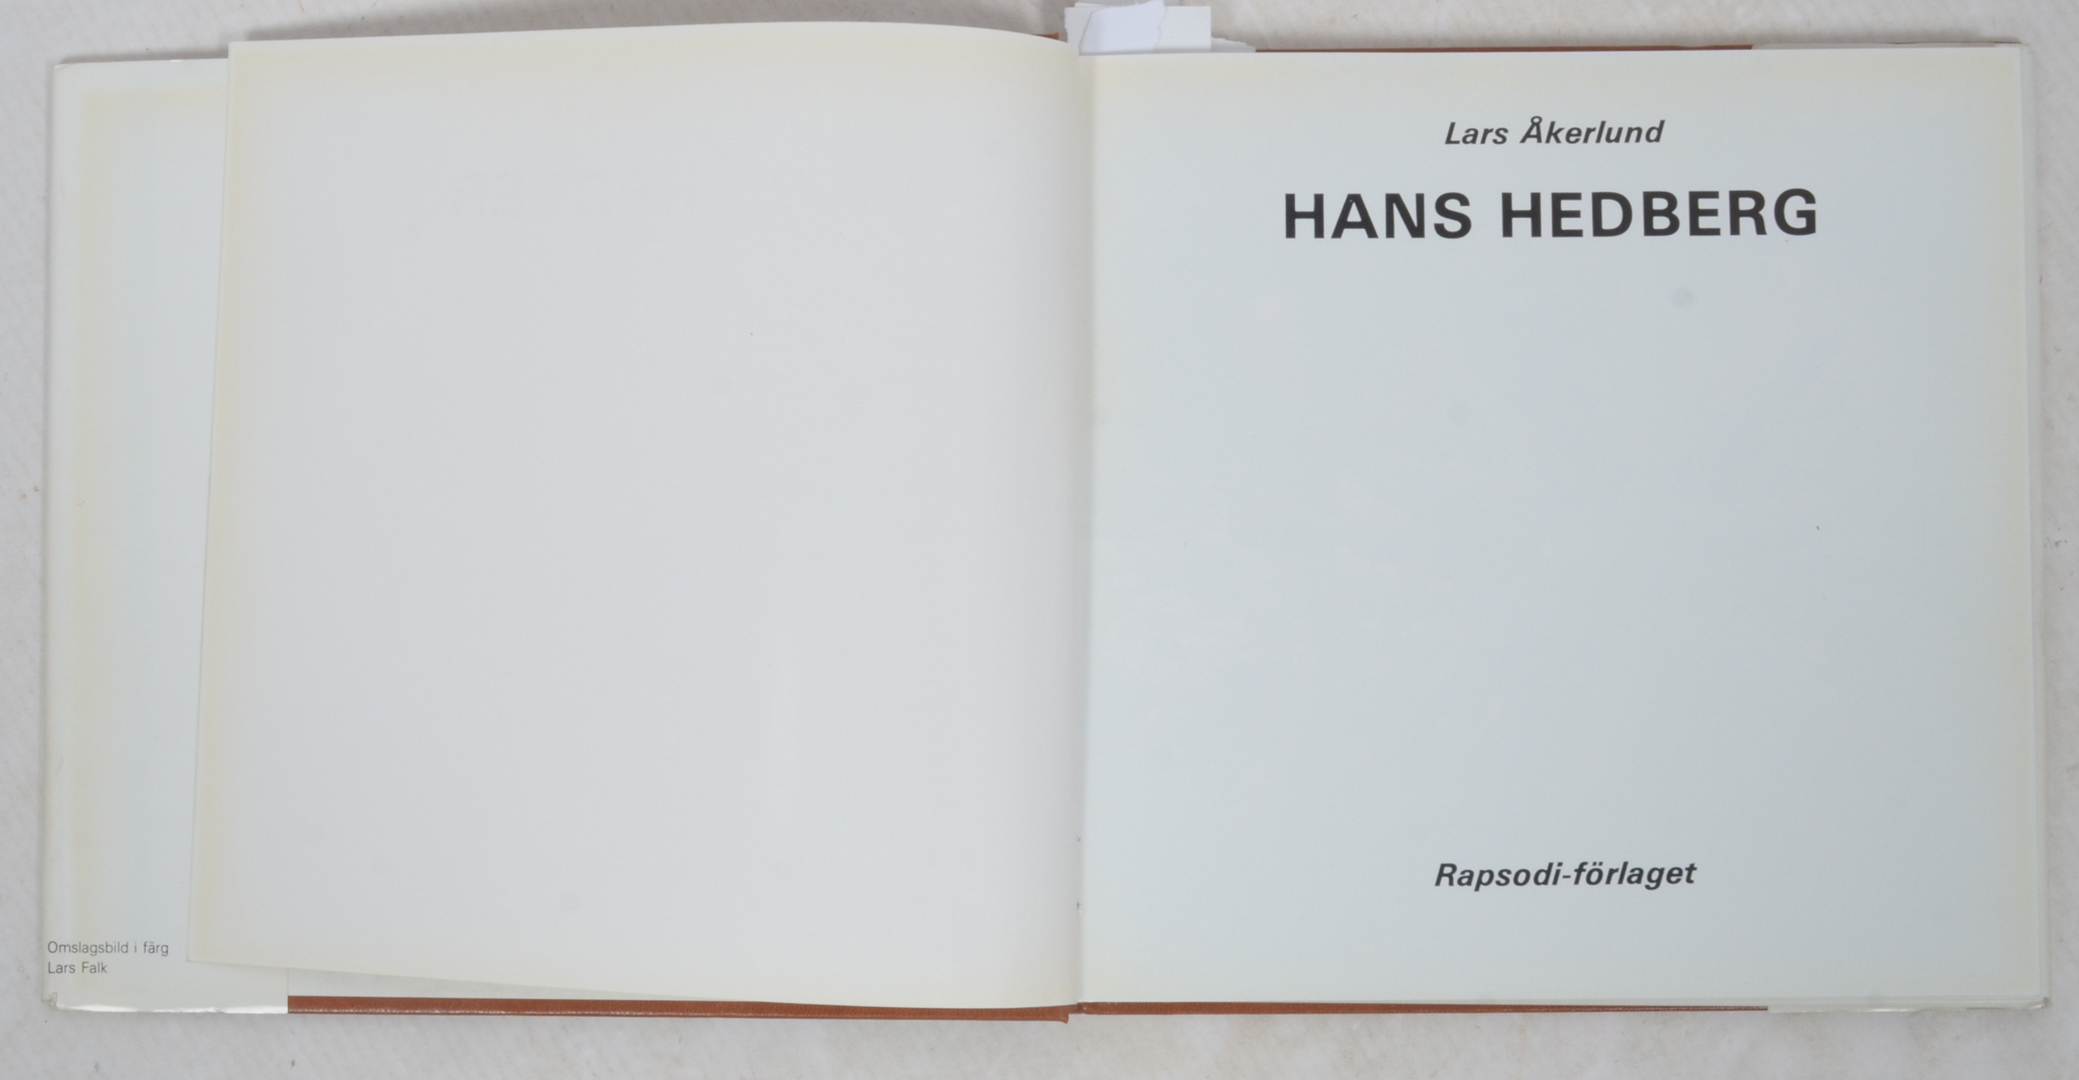 Omslagsbild i färg
Lars Falk
Lars Åkerlund
HANS HEDBERG
Rapsodi-förlaget